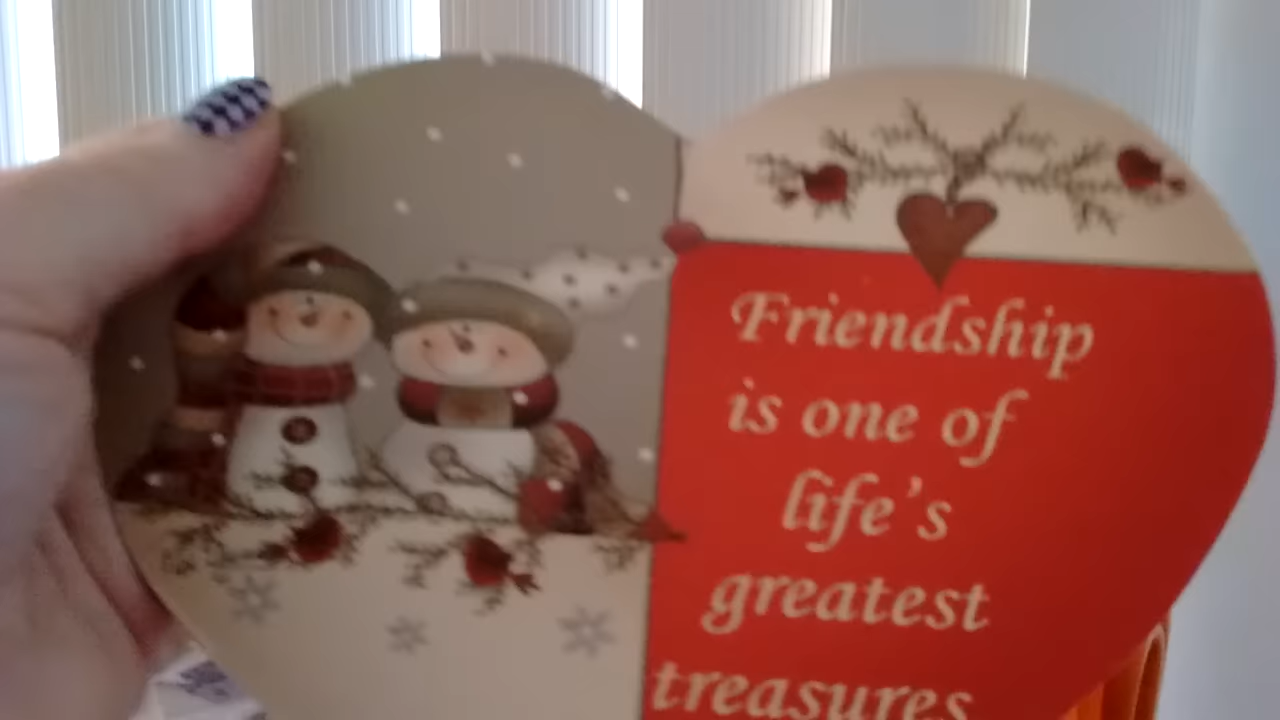 Friendship
is one of
life's
greatest
treasures